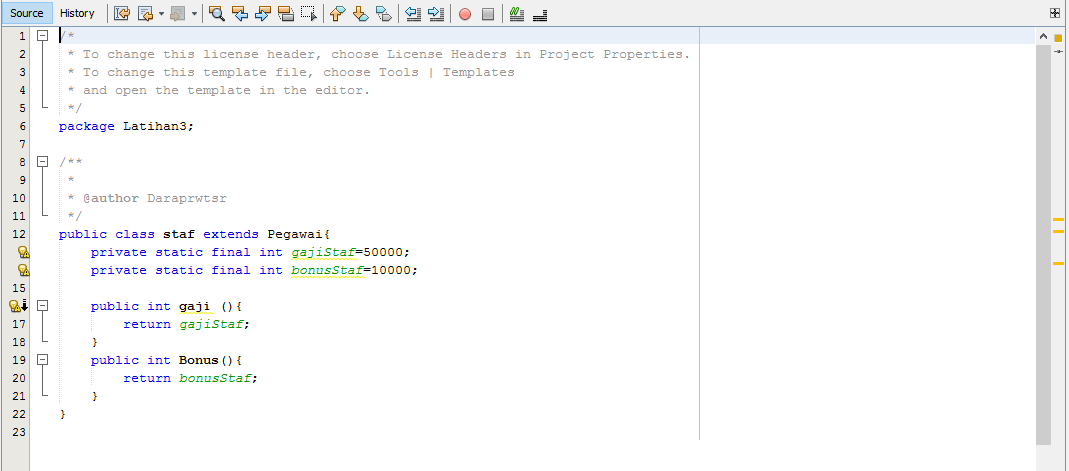 Source History
1 /*
2 * To change this license header, choose License Headers in Project Properties.
3 * To change this template file, choose Tools | Templates
4 * and open the template in the editor.
5 */
6 package Latihan3;
7
8 /**
9 *
10 * @author Daraprwtsr
11 */
12 public class staf extends Pegawai{
private static final int gajiStaf=50000;
private static final int bonusStaf=10000;
15
public int gaji (){
17 return gajiStaf;
18 }
19 public int Bonus(){
20 return bonusStaf;
21 }
22 }
23